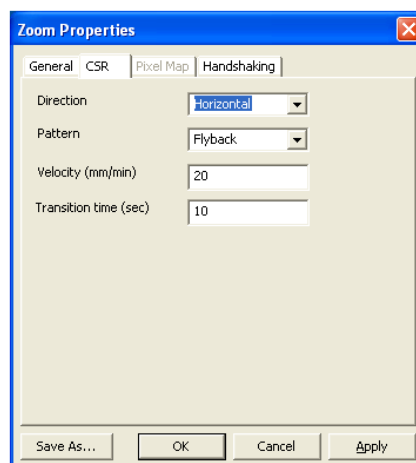 Zoom Properties
General CSR Pixel Map Handshaking
Direction Horizontal
Pattern Flyback
Velocity (mm/min) 20
Transition time (sec) 10
Save As... OK Cancel Apply